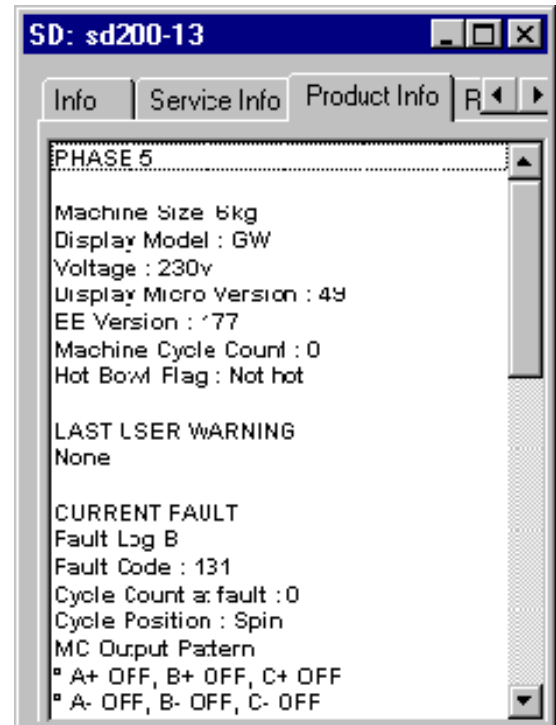 SD: sd200-13
Info Service Info Product Info R
PHASE 5
Machine Size 6kg
Display Model : GW
Voltage : 230v
Display Micro Version : 49
EE Version : 177
Machine Cycle Count : 0
Hot Bowl Flag : Not hot
LAST USER WARNING
None
CURRENT FAULT
Fault Log B
Fault Code : 131
Cycle Count at fault : 0
Cycle Position : Spin
MC Output Pattern
* A+ OFF, B+ OFF, C+ OFF
* A- OFF, B- OFF, C- OFF